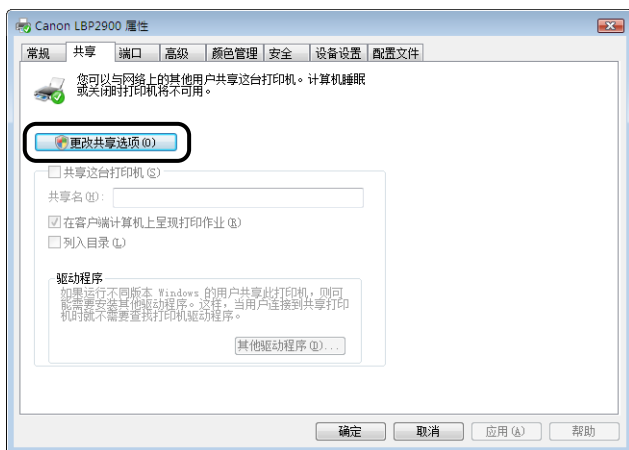 Canon LBP2900 属性
常规 共享 端口 高级 颜色管理 安全 设备设置 配置文件
您可以与网络上的其他用户共享这台打印机。计算机睡眠
或关闭时打印机将不可用。
更改共享选项(O)
共享这台打印机(S)
共享名(H):
在客户端计算机上呈现打印作业(R)
列入目录(L)
驱动程序
如果运行不同版本 Windows 的用户共享此打印机,则可
能需要安装其他驱动程序。这样,当用户连接到共享打印
机时就不需要查找打印机驱动程序。
其他驱动程序(D)...
确定 取消 应用(A) 帮助